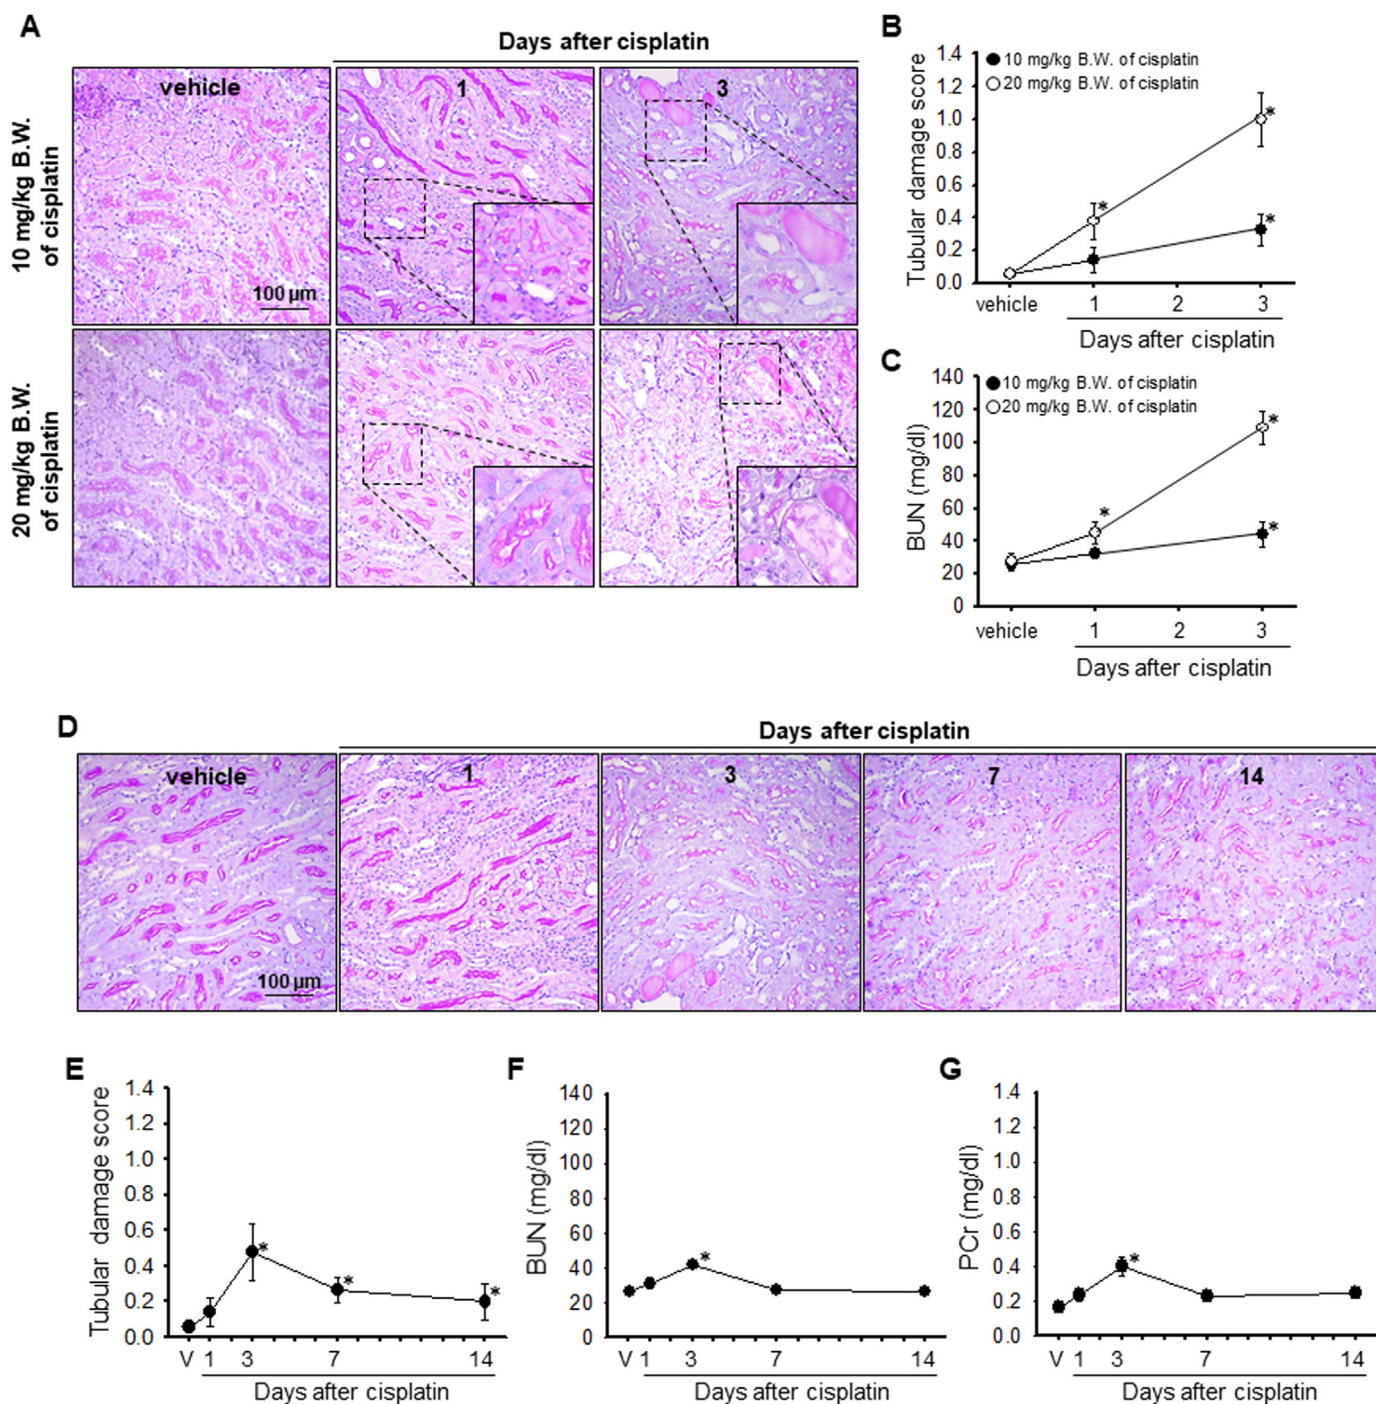 A
Days after cisplatin
vehicle
1
3
10 mg/kg B.W.
of cisplatin
100 µm
20 mg/kg B.W.
of cisplatin
B
Tubular damage score
1.4
1.2
1.0
0.8
0.6
0.4
0.2
0.0
10 mg/kg B.W. of cisplatin
20 mg/kg B.W. of cisplatin
*
*
*
vehicle 1 2 3
Days after cisplatin
C
BUN (mg/dl)
140
120
100
80
60
40
20
0
10 mg/kg B.W. of cisplatin
20 mg/kg B.W. of cisplatin
*
*
*
vehicle 1 2 3
Days after cisplatin
D
Days after cisplatin
vehicle
1
3
7
14
100 µm
E
Tubular damage score
1.4
1.2
1.0
0.8
0.6
0.4
0.2
0.0
*
*
*
V 1 3 7 14
Days after cisplatin
F
BUN (mg/dl)
140
120
100
80
60
40
20
0
*
V 1 3 7 14
Days after cisplatin
G
PCr (mg/dl)
1.4
1.2
1.0
0.8
0.6
0.4
0.2
0.0
*
V 1 3 7 14
Days after cisplatin